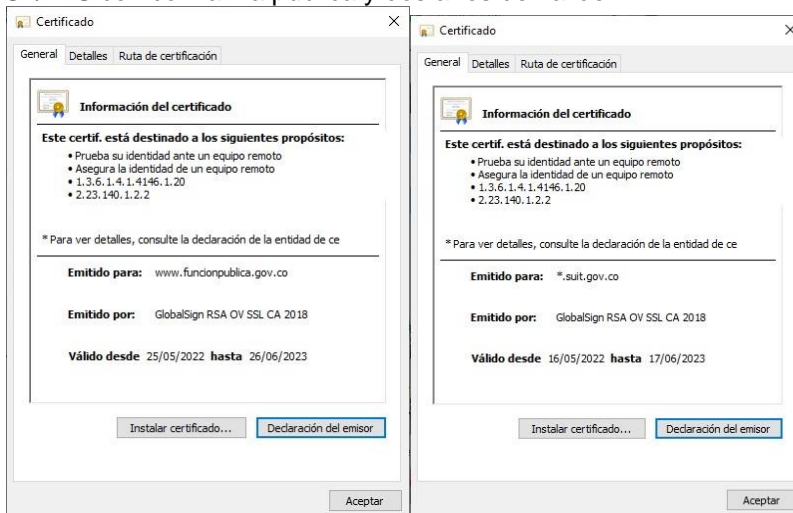 Certificado
General Detalles Ruta de certificación
Información del certificado
Este certif. está destinado a los siguientes propósitos:
• Prueba su identidad ante un equipo remoto
• Asegura la identidad de un equipo remoto
• 1.3.6.1.4.1.4146.1.20
• 2.23.140.1.2.2
* Para ver detalles, consulte la declaración de la entidad de ce
Emitido para: www.funcionpublica.gov.co
Emitido por: GlobalSign RSA OV SSL CA 2018
Válido desde 25/05/2022 hasta 26/06/2023
Instalar certificado... Declaración del emisor
Aceptar
Certificado
General Detalles Ruta de certificación
Información del certificado
Este certif. está destinado a los siguientes propósitos:
• Prueba su identidad ante un equipo remoto
• Asegura la identidad de un equipo remoto
• 1.3.6.1.4.1.4146.1.20
• 2.23.140.1.2.2
* Para ver detalles, consulte la declaración de la entidad de ce
Emitido para: *.suit.gov.co
Emitido por: GlobalSign RSA OV SSL CA 2018
Válido desde 16/05/2022 hasta 17/06/2023
Instalar certificado... Declaración del emisor
Aceptar